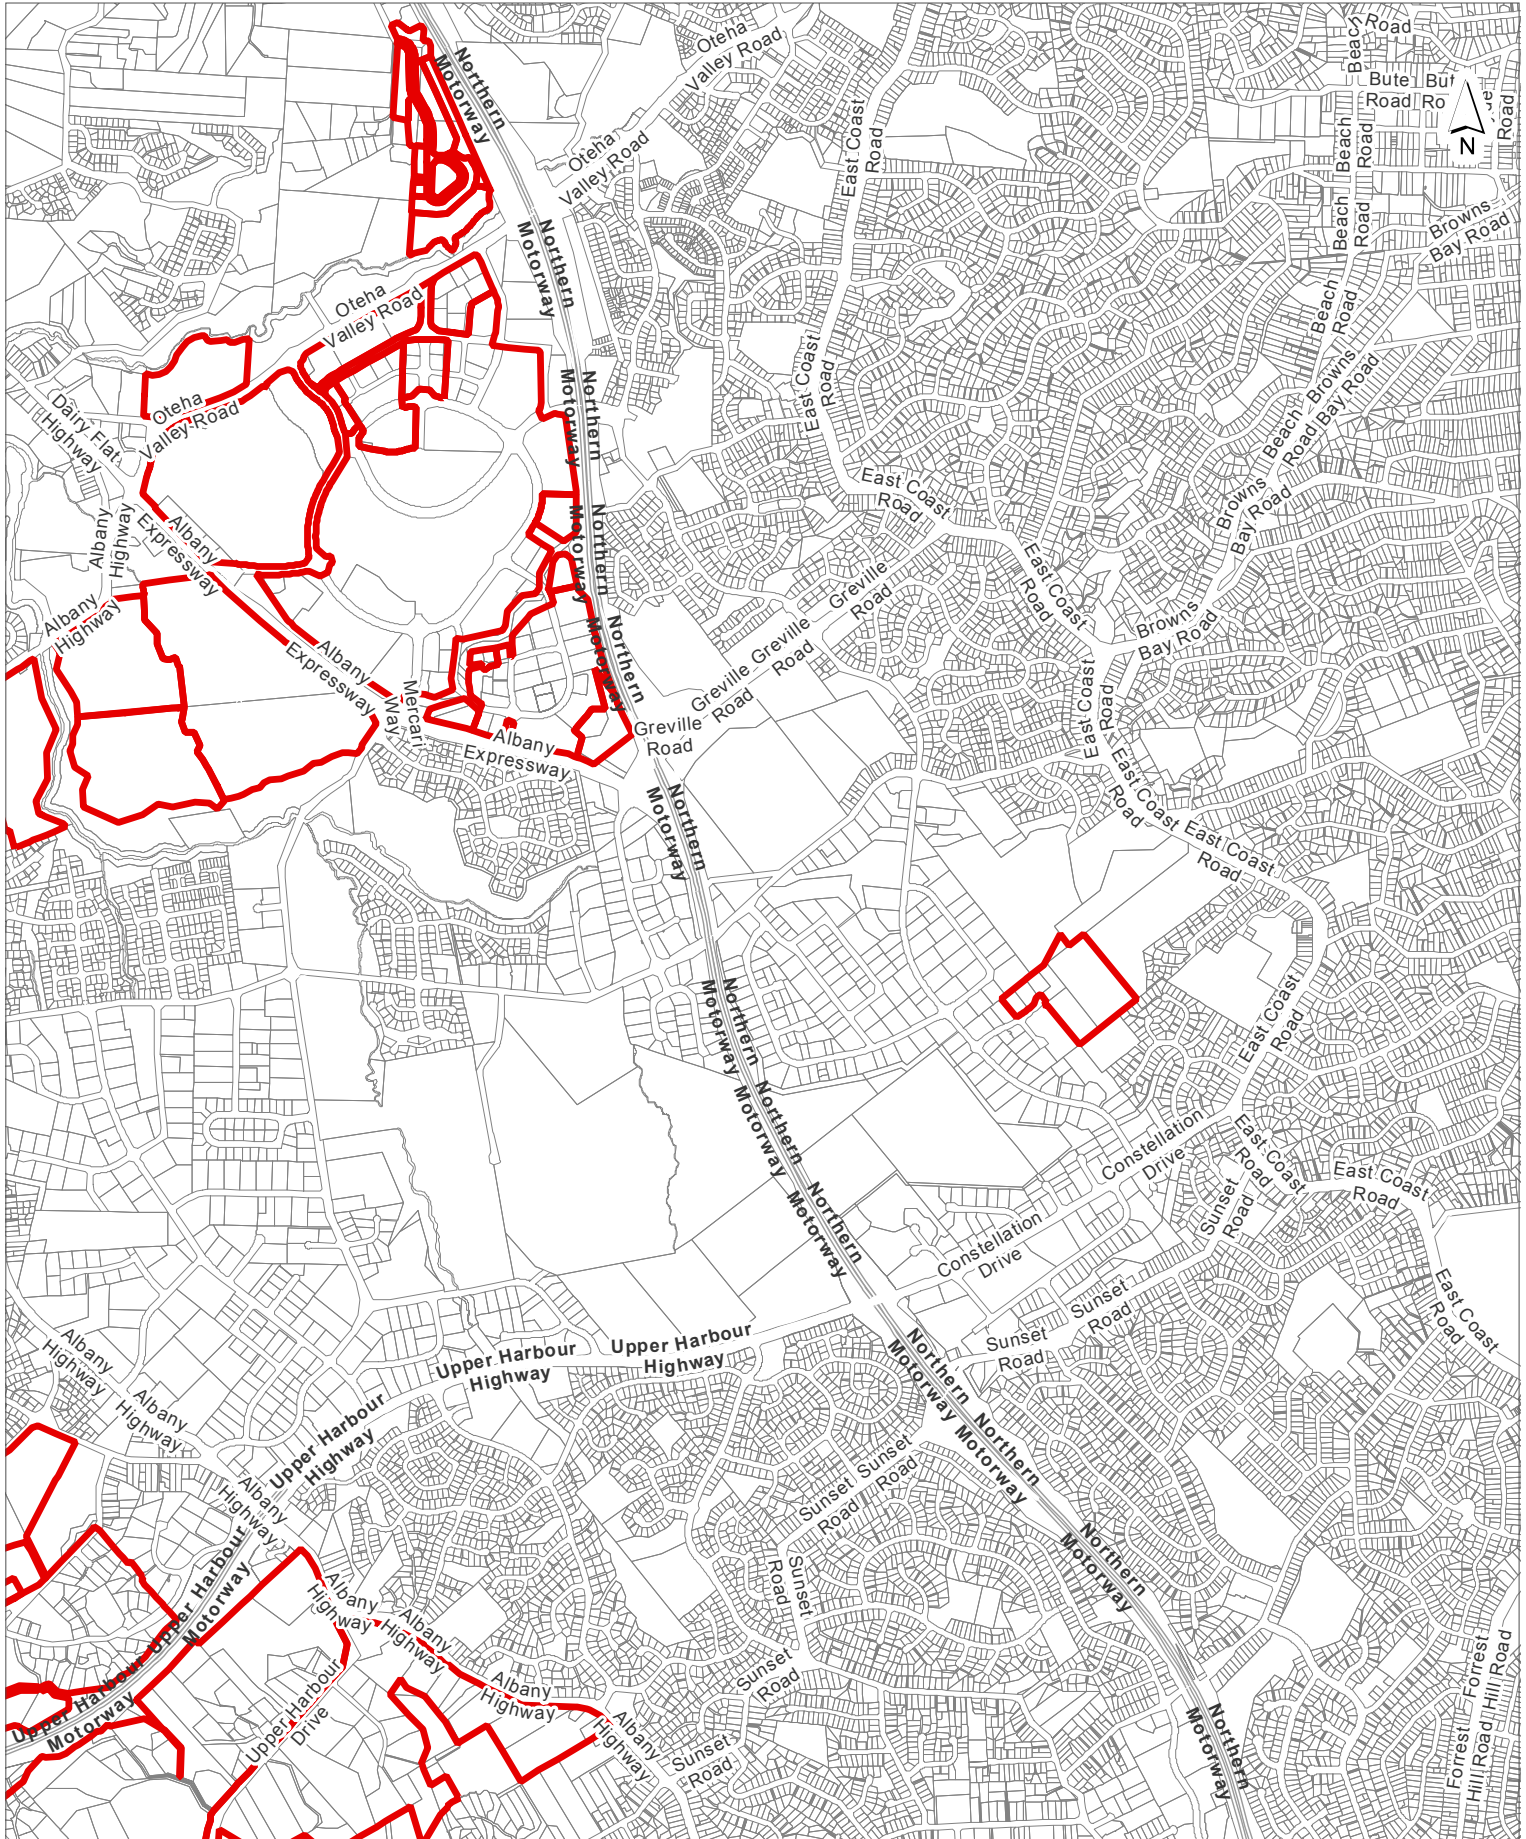 Beach
Road
Northern
Motorway
Oteha
Valley Road
Bute
Road
But
Ro
Road
N
East Coast
Road
Beach
Beach
Road
Oteha
Valley Road
Northern
Motorway
Beach
Road
Browns
Bay Road
Oteha
Valley Road
Beach
Road
East Coast
Road
Northern
Motorway
Beach
Road
Browns
Bay Road
Dairy Flat
Highway
Oteha
Valley Road
East Coast
Road
Browns
Bay Road
Albany
Highway
Albany
Expressway
Northern
Motorway
East Coast
Road
Greville
Road
Albany
Highway
Albany
Expressway
Mercari
Way
Northern
Motorway
Greville
Road
Greville
Road
Browns
Bay Road
East Coast
Road
Albany
Expressway
Greville
Road
East Coast
Road
Northern
Motorway
East Coast
Road
Northern
Motorway
East Coast
Road
Northern
Motorway
Constellation
Drive
East Coast
Road
East Coast
Road
Sunset
Road
Northern
Motorway
Constellation
Drive
Sunset
Road
East Coast
Road
Albany
Highway
Upper Harbour
Highway
Upper Harbour
Highway
Northern
Motorway
Sunset
Road
Albany
Highway
Upper Harbour
Highway
Northern
Motorway
Sunset
Road
Sunset
Road
Albany
Highway
Upper Harbour
Motorway
Northern
Motorway
Sunset
Road
Albany
Highway
Albany
Highway
Upper Harbour
Motorway
Upper Harbour
Drive
Albany
Highway
Albany
Highway
Sunset
Road
Sunset
Road
Northern
Motorway
Forrest
Hill Road
Forrest
Hill Road